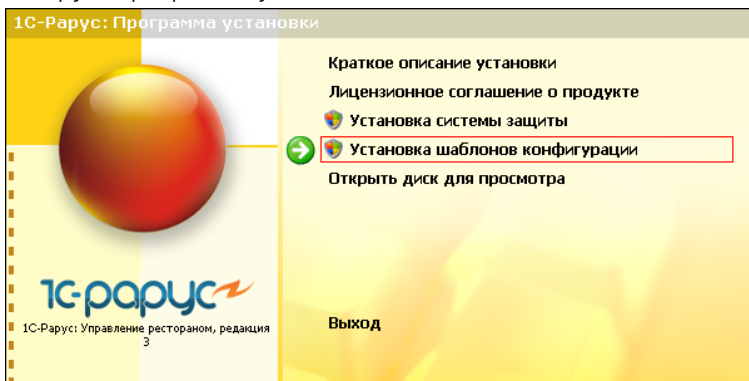 1С-Рарус: Программа установки
Краткое описание установки
Лицензионное соглашение о продукте
Установка системы защиты
Установка шаблонов конфигурации
Открыть диск для просмотра
1С-рарус
1С-Рарус: Управление рестораном, редакция
3
Выход